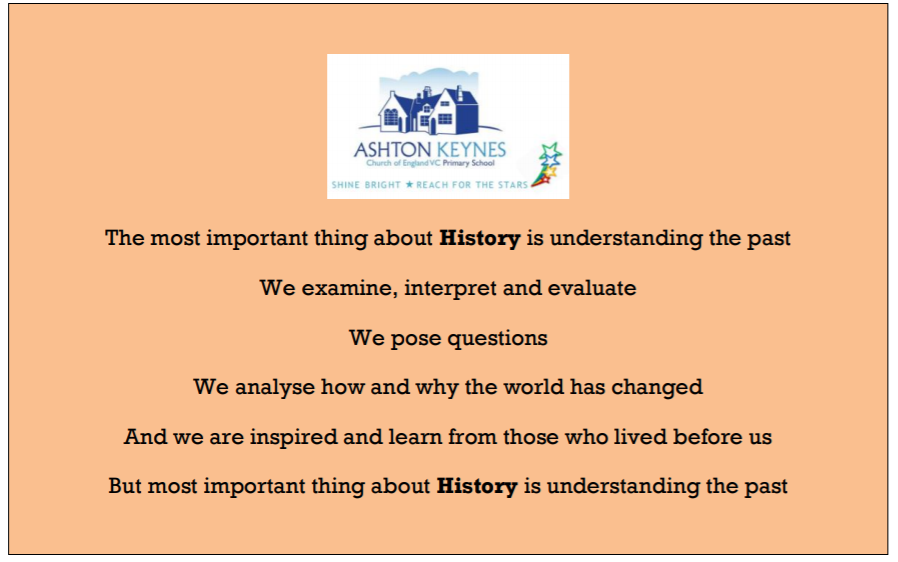 ASHTON KEYNES
Church of England VC Primary School
SHINE BRIGHT ★ REACH FOR THE STARS
The most important thing about History is understanding the past
We examine, interpret and evaluate
We pose questions
We analyse how and why the world has changed
And we are inspired and learn from those who lived before us
But most important thing about History is understanding the past